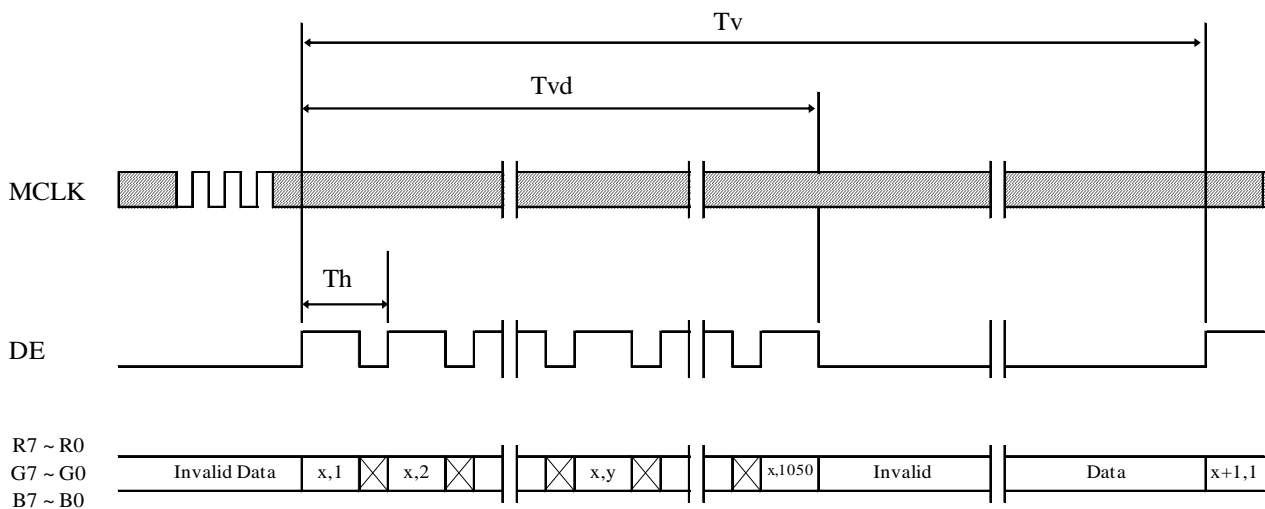 Tv
Tvd
MCLK
Th
DE
R7 ~ R0
G7 ~ G0
B7 ~ B0
Invalid Data x,1 x,2 x,y x,1050 Invalid Data x+1,1